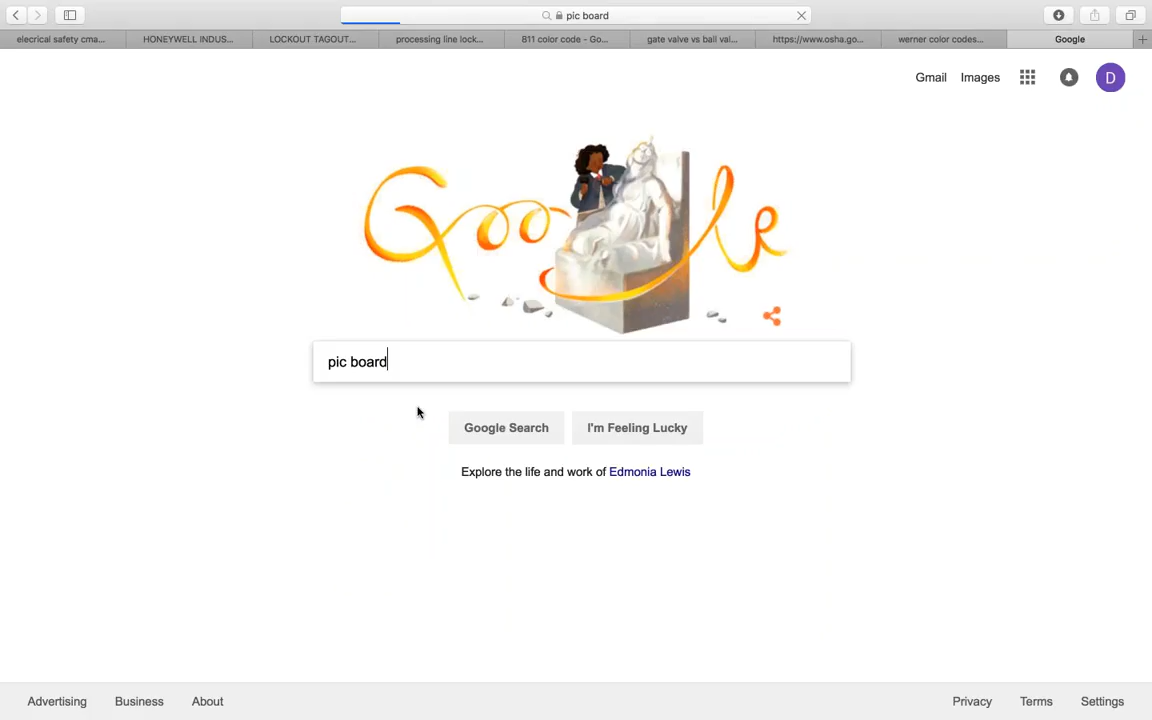 pic board
elecrical safety cma...
HONEYWELL INDUS...
LOCKOUT TAGOUT...
processing line lock...
811 color code - Go...
gate valve vs ball val...
https://www.osha.go...
werner color codes...
Google
Gmail Images
D
Google
pic board
Google Search I'm Feeling Lucky
Explore the life and work of Edmonia Lewis
Advertising Business About Privacy Terms Settings